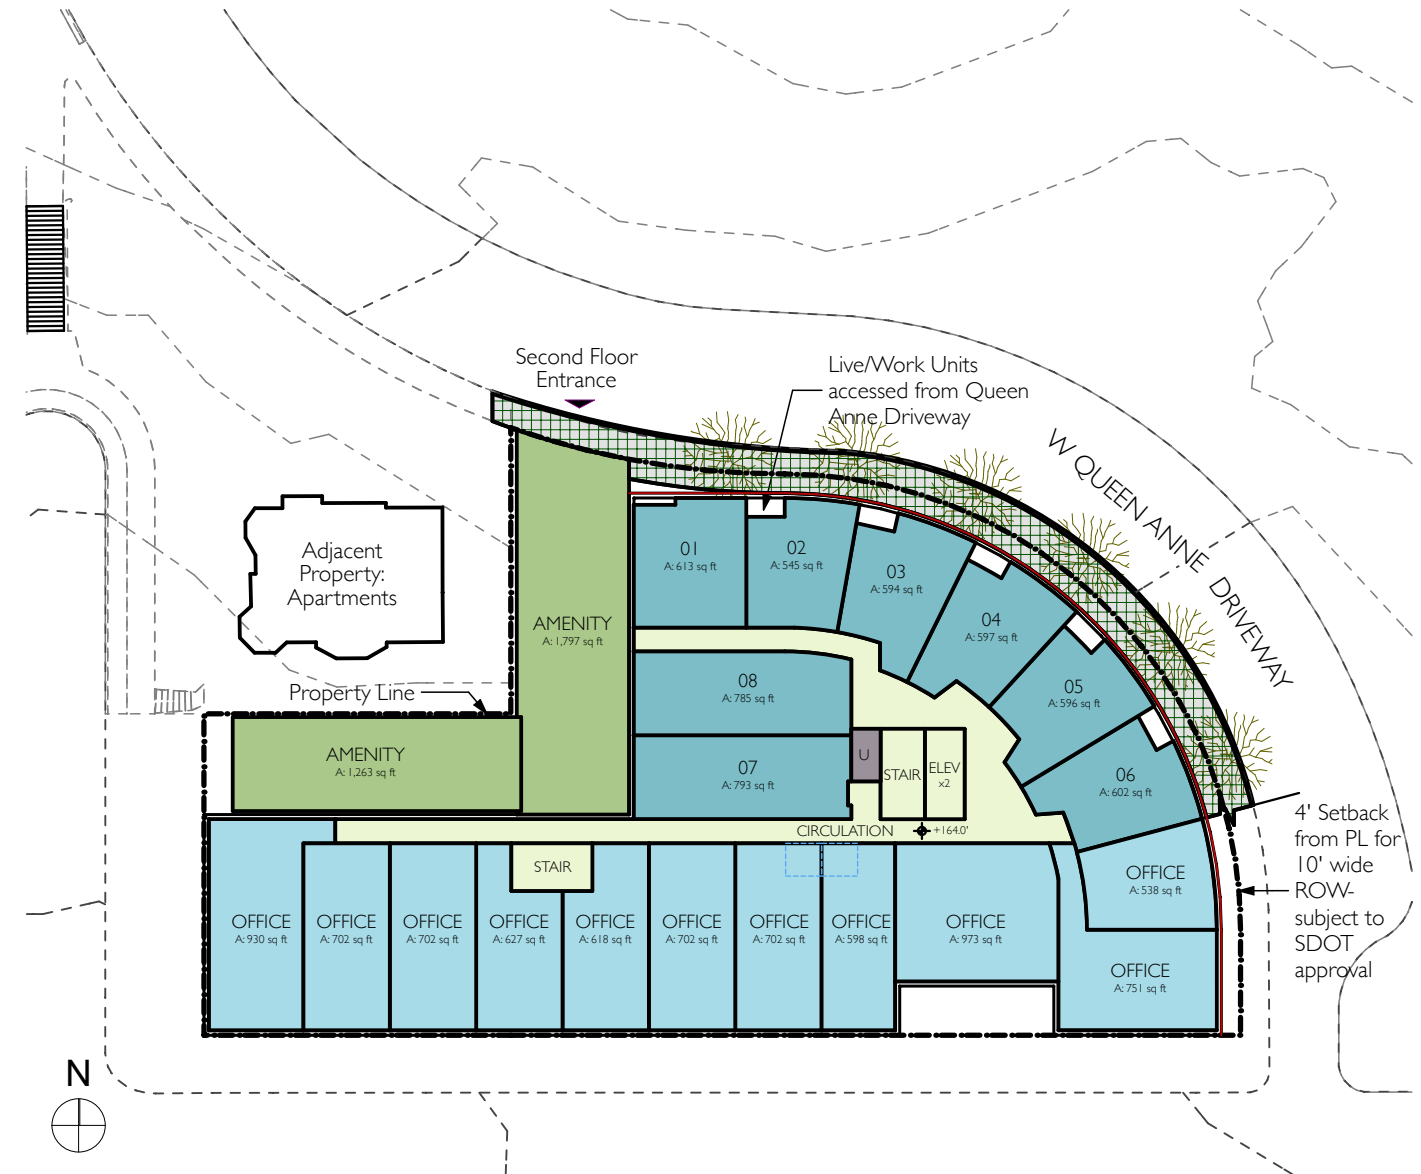 Second Floor
Entrance
Live/Work Units
accessed from Queen
Anne Driveway
W QUEEN ANNE DRIVEWAY
Adjacent
Property:
Apartments
01
A: 613 sq ft
02
A: 545 sq ft
03
A: 594 sq ft
04
A: 597 sq ft
05
A: 596 sq ft
06
A: 602 sq ft
AMENITY
A: 1,797 sq ft
08
A: 785 sq ft
07
A: 793 sq ft
Property Line
AMENITY
A: 1,263 sq ft
U
STAIR
ELEV
x2
CIRCULATION
+164.0'
4' Setback
from PL for
10' wide
ROW-
subject to
SDOT
approval
STAIR
OFFICE
A: 930 sq ft
OFFICE
A: 702 sq ft
OFFICE
A: 702 sq ft
OFFICE
A: 627 sq ft
OFFICE
A: 618 sq ft
OFFICE
A: 702 sq ft
OFFICE
A: 702 sq ft
OFFICE
A: 598 sq ft
OFFICE
A: 973 sq ft
OFFICE
A: 538 sq ft
OFFICE
A: 751 sq ft
N